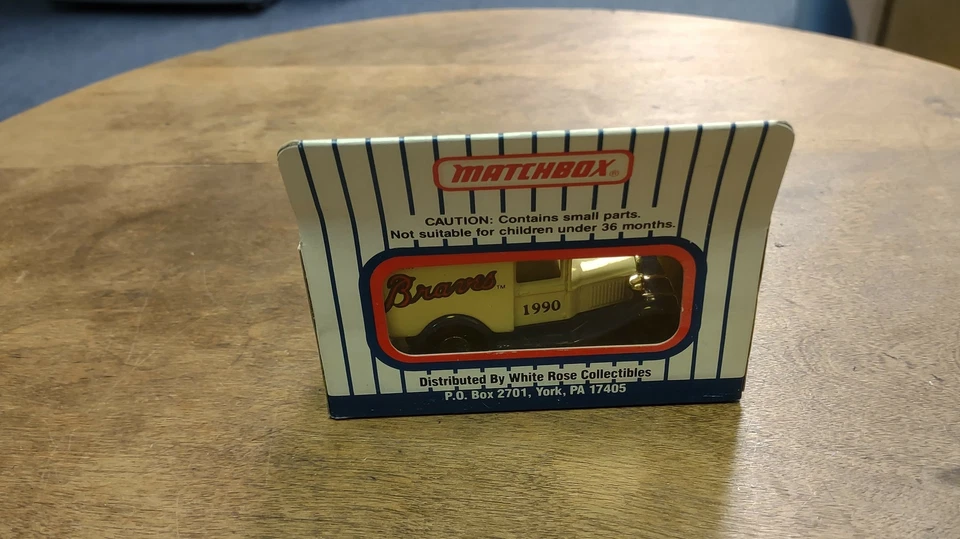 MATCHBOX®
CAUTION: Contains small parts.
Not suitable for children under 36 months.
Braves™
1990
Distributed By White Rose Collectibles
P.O. Box 2701, York, PA 17405